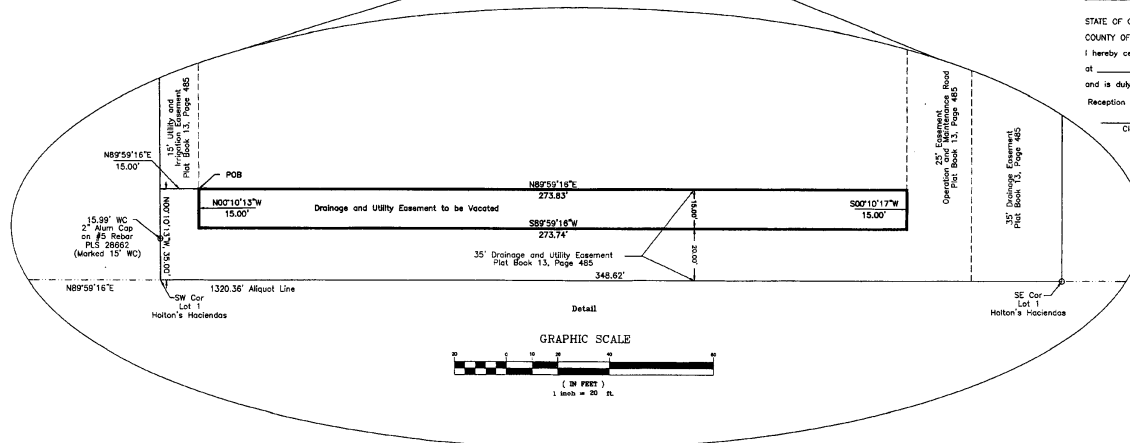 STATE OF
COUNTY OF
I hereby
at
and is
Reception
15' Utility and
Irrigation Easement
Plat Book 13, Page 485
25' Easement
Operation and Maintenance Road
Plat Book 13, Page 485
35' Drainage Easement
Plat Book 13, Page 485
N89°59'16"E
15.00'
POB
N89°59'16"E
273.83'
N00°10'13"W
15.00'
Drainage and Utility Easement to be Vacated
S00°10'17"W
15.00'
S89°59'16"W
273.74'
15.00'
20.00'
N00°10'13"W, 35.00'
15.99' WC
2" Alum Cap
on #5 Rebar
PLS 28662
(Marked 15' WC)
35' Drainage and Utility Easement
Plat Book 13, Page 485
348.62'
N89°59'16"E
1320.36' Aliquot Line
SW Cor
Lot 1
Holton's Haciendas
SE Cor
Lot 1
Holton's Haciendas
Detail
GRAPHIC SCALE
20 0 10 20 40 80
( IN FEET )
1 inch = 20 ft.